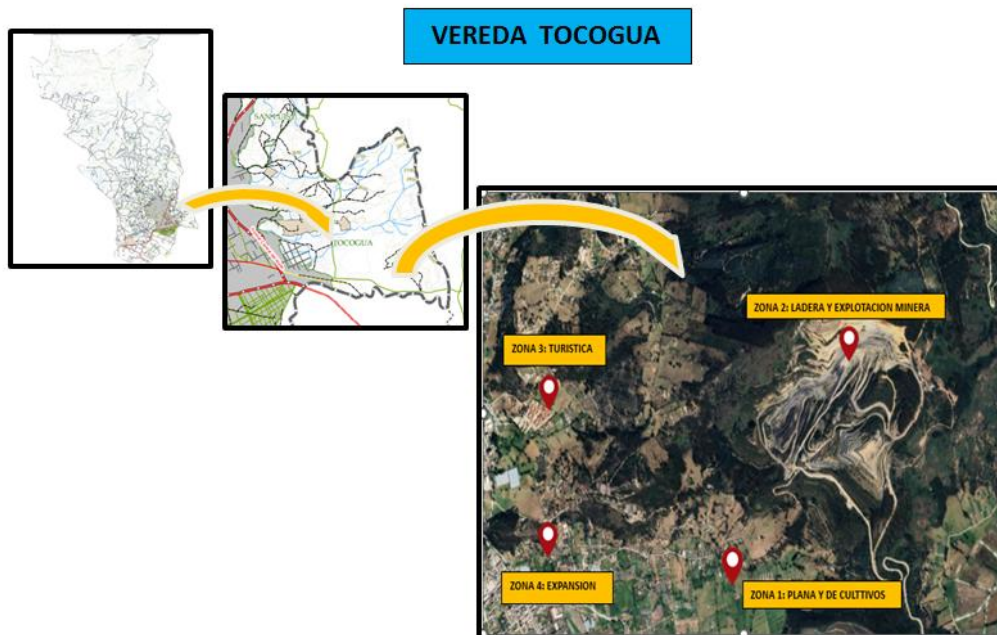 VEREDA TOCOGUA
TOCOGUA
ZONA 2: LADERA Y EXPLOTACION MINERA
ZONA 3: TURISTICA
ZONA 4: EXPANSION
ZONA 1: PLANA Y DE CULTTIVOS